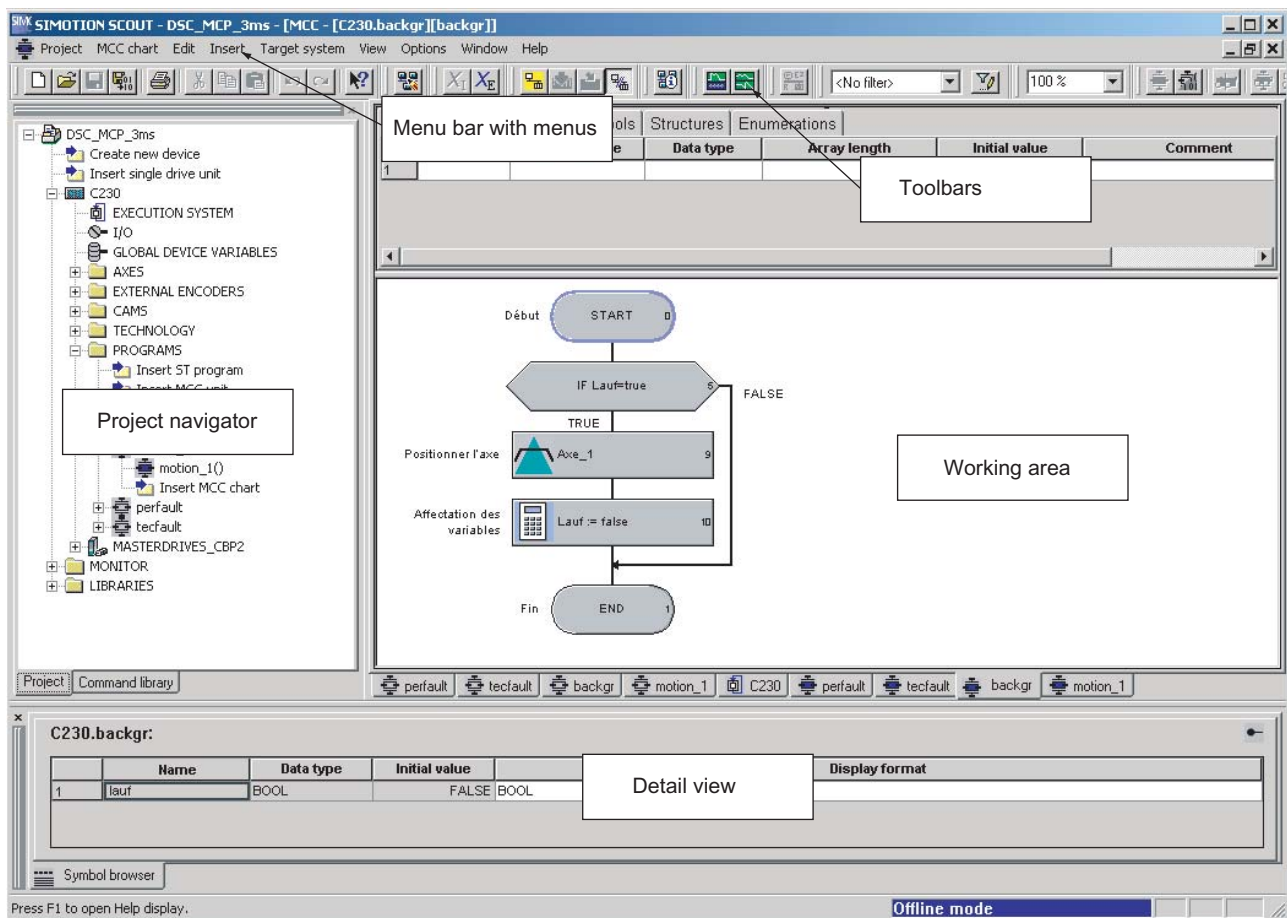 SIMOTION SCOUT - DSC_MCP_3ms - [MCC - [C230.backgr][backgr]]
Project MCC chart Edit Insert Target system View Options Window Help
<No filter> 100 %
Menu bar with menus
Structures Enumerations
Data type Array length Initial value Comment
1
Toolbars
DSC_MCP_3ms
Create new device
Insert single drive unit
C230
EXECUTION SYSTEM
I/O
GLOBAL DEVICE VARIABLES
AXES
EXTERNAL ENCODERS
CAMS
TECHNOLOGY
PROGRAMS
Insert ST program
Insert MCC unit
Project navigator
motion_1()
Insert MCC chart
perfault
tecfault
MASTERDRIVES_CBP2
MONITOR
LIBRARIES
Project Command library
Début START 0
IF Lauf=true 5
FALSE
TRUE
Positionner l'axe Axe_1 9
Affectation des
variables
Lauf := false 10
Fin END 1
Working area
perfault tecfault backgr motion_1 C230 perfault tecfault backgr motion_1
C230.backgr:
Name Data type Initial value Display format
1 lauf BOOL FALSE BOOL
Detail view
Symbol browser
Press F1 to open Help display. Offline mode